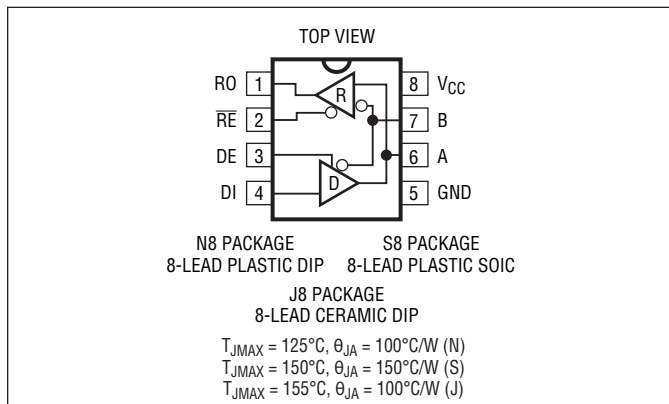 TOP VIEW
RO 1 R 8 VCC
RE 2 7 B
DE 3 6 A
DI 4 D 5 GND
N8 PACKAGE S8 PACKAGE
8-LEAD PLASTIC DIP 8-LEAD PLASTIC SOIC
J8 PACKAGE
8-LEAD CERAMIC DIP
TJMAX = 125°C, θJA = 100°C/W (N)
TJMAX = 150°C, θJA = 150°C/W (S)
TJMAX = 155°C, θJA = 100°C/W (J)